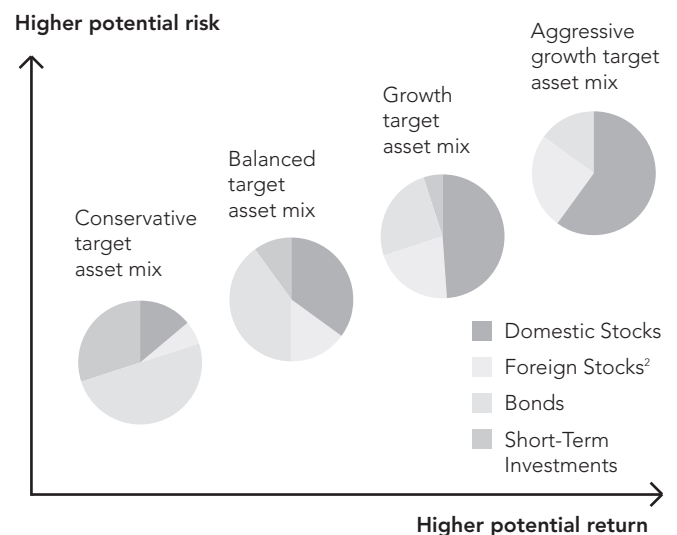 Higher potential risk
Aggressive
growth target
asset mix
Growth
target
asset mix
Balanced
target
asset mix
Conservative
target
asset mix
Domestic Stocks
Foreign Stocks²
Bonds
Short-Term
Investments
Higher potential return